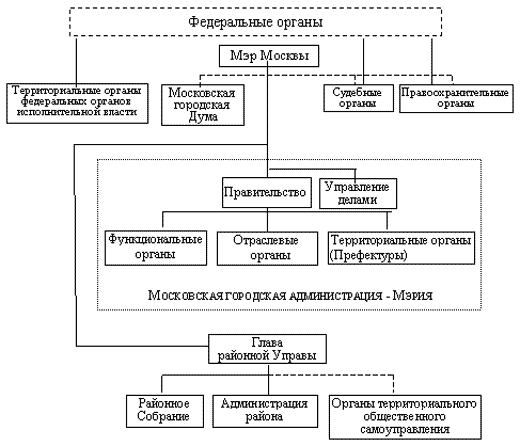 Федеральные органы
Мэр Москвы
Территориальные органы
федеральных органов
исполнительной власти
Московская
городская
Дума
Судебные
органы
Правоохранительные
органы
Правительство
Управление
делами
Функциональные
органы
Отраслевые
органы
Территориальные органы
(Префектуры)
МОСКОВСКАЯ ГОРОДСКАЯ АДМИНИСТРАЦИЯ - МЭРИЯ
Глава
районной Управы
Районное
Собрание
Администрация
района
Органы территориального
общественного
самоуправления